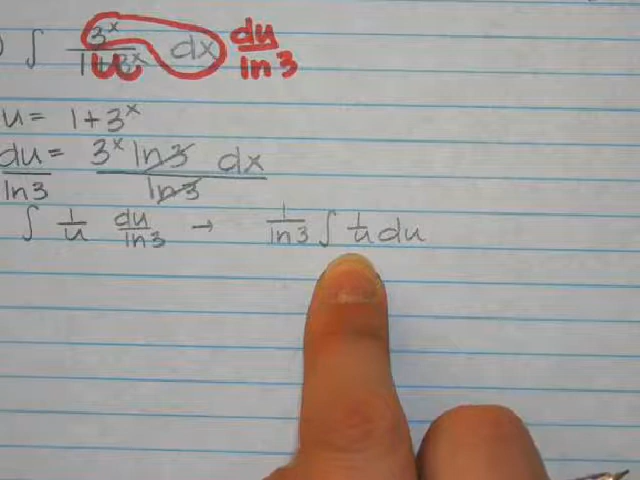 ) ∫ 3^x / 1+3^x dx du/ln3
u
u = 1 + 3^x
du/ln3 = 3^x ln3 dx / ln3
∫ 1/u du/ln3 → 1/ln3 ∫ 1/u du